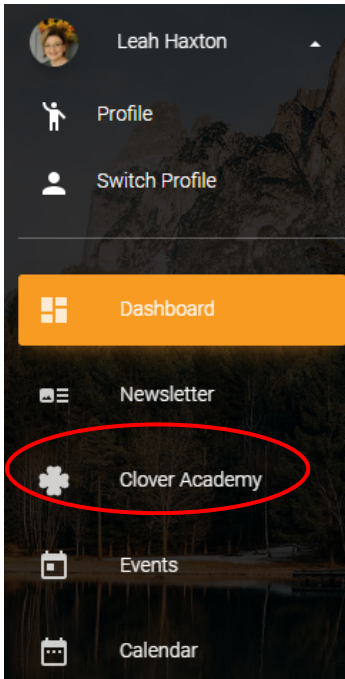 Leah Haxton
Profile
Switch Profile
Dashboard
Newsletter
Clover Academy
Events
Calendar